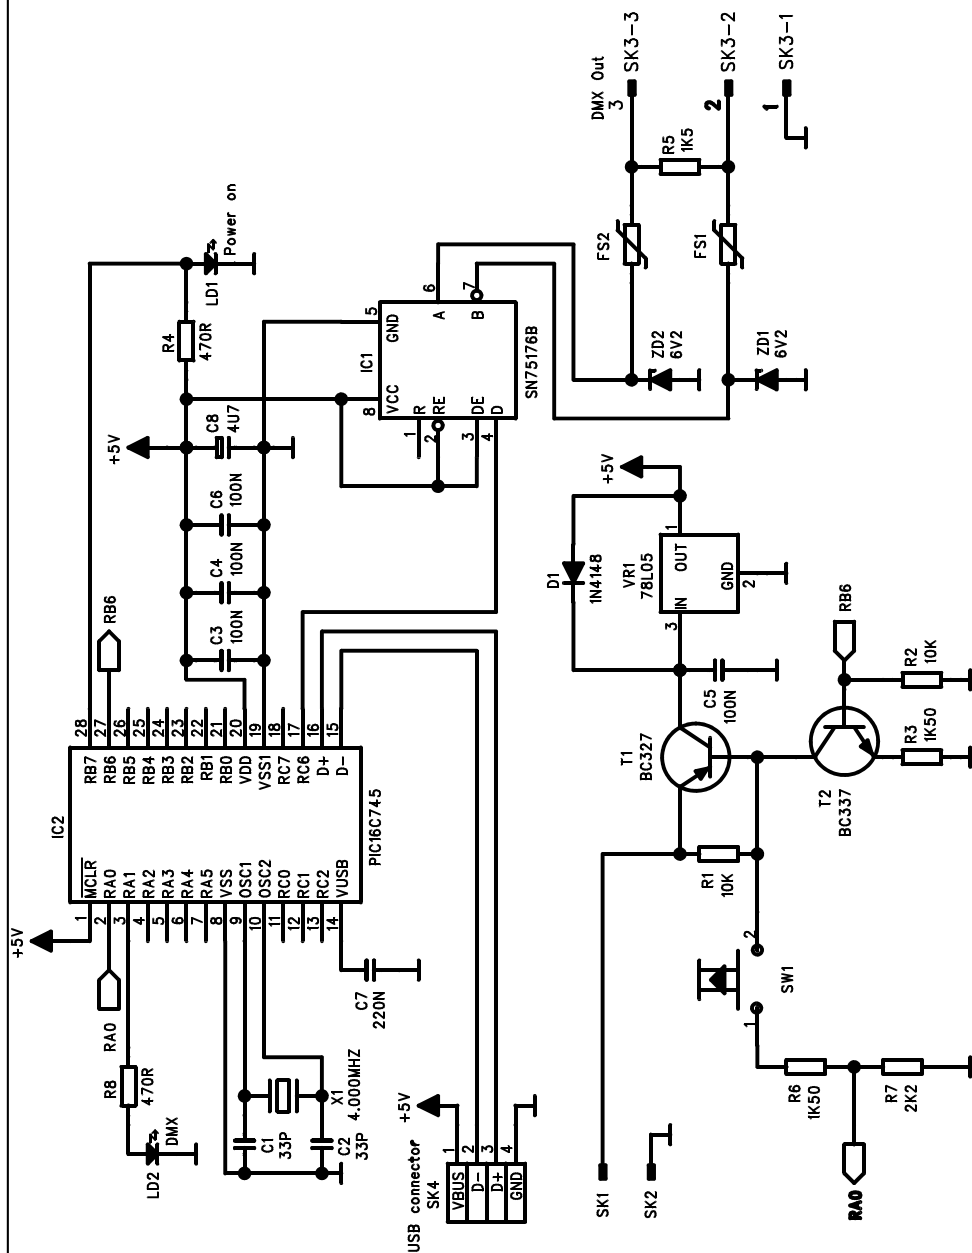 DMX Out
3
SK3-3
2
SK3-2
1
SK3-1
R5
1K5
FS2
FS1
ZD2
6V2
ZD1
6V2
Power on
LD1
R4
470R
+5V
C8
4U7
C6
100N
C4
100N
C3
100N
RB6
IC1
SN75176B
5
GND
8
VCC
6
A
7
B
1
R
2
RE
3
DE
4
D
+5V
D1
1N4148
VR1
78L05
1
OUT
3
IN
GND
2
C5
100N
RB6
R2
10K
R3
1K50
T1
BC327
T2
BC337
R1
10K
IC2
PIC16C745
28
RB7
27
RB6
26
RB5
25
RB4
24
RB3
23
RB2
22
RB1
21
RB0
20
VDD
19
VSS1
18
RC7
17
RC6
16
D+
15
D-
1
MCLR
2
RA0
3
RA1
4
RA2
5
RA3
6
RA4
7
RA5
8
VSS
9
OSC1
10
OSC2
11
RC0
12
RC1
13
RC2
14
VUSB
+5V
RA0
R8
470R
LD2
DMX
C7
220N
X1
4.000MHZ
C1
33P
C2
33P
+5V
USB connector
SK4
1
VBUS
2
D-
3
D+
4
GND
SK1
SK2
SW1
1
2
R6
1K50
R7
2K2
RA0